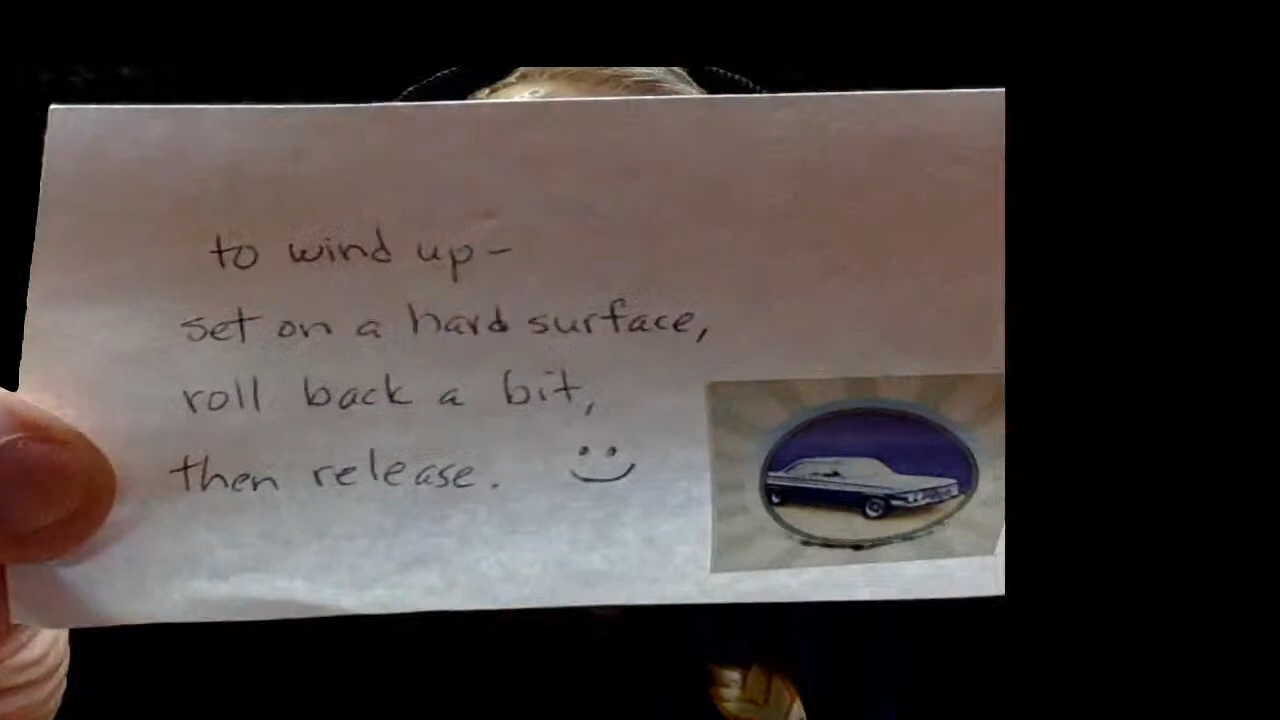 to wind up-
set on a hard surface,
roll back a bit,
then release. :)